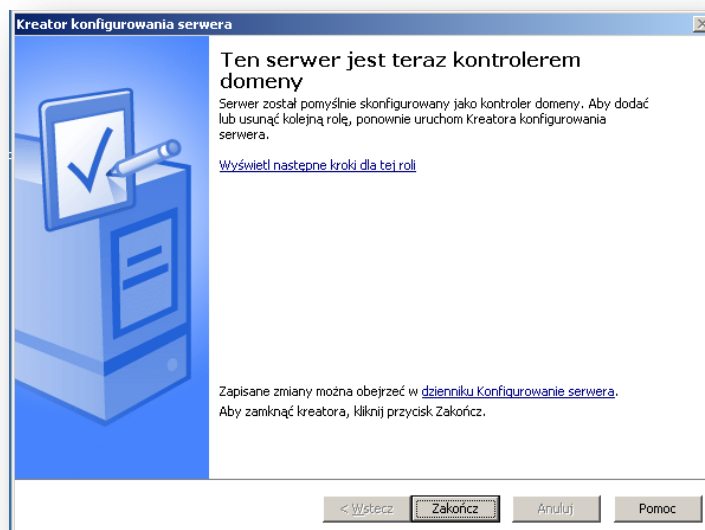 Kreator konfigurowania serwera
Ten serwer jest teraz kontrolerem
domeny
Serwer został pomyślnie skonfigurowany jako kontroler domeny. Aby dodać
lub usunąć kolejną rolę, ponownie uruchom Kreatora konfigurowania
serwera.
Wyświetl następne kroki dla tej roli
Zapisane zmiany można obejrzeć w dzienniku Konfigurowanie serwera.
Aby zamknąć kreatora, kliknij przycisk Zakończ.
< Wstecz Zakończ Anuluj Pomoc